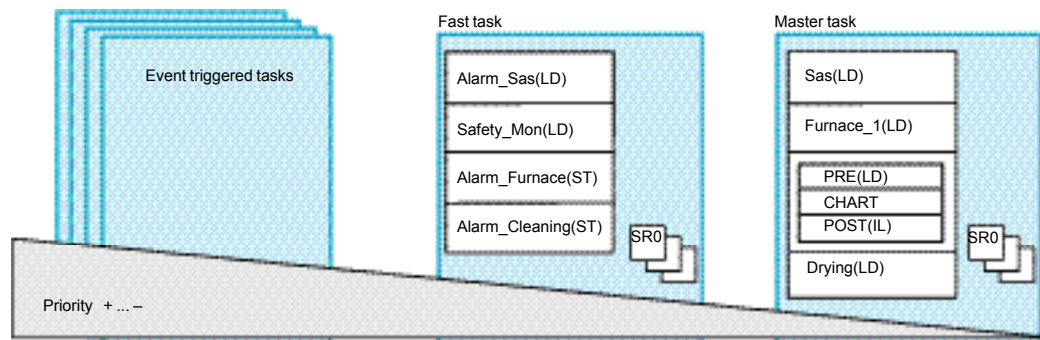 Fast task
Master task
Event triggered tasks
Alarm_Sas(LD)
Safety_Mon(LD)
Alarm_Furnace(ST)
Alarm_Cleaning(ST)
SR0
Sas(LD)
Furnace_1(LD)
PRE(LD)
CHART
POST(IL)
Drying(LD)
SR0
Priority + ... –